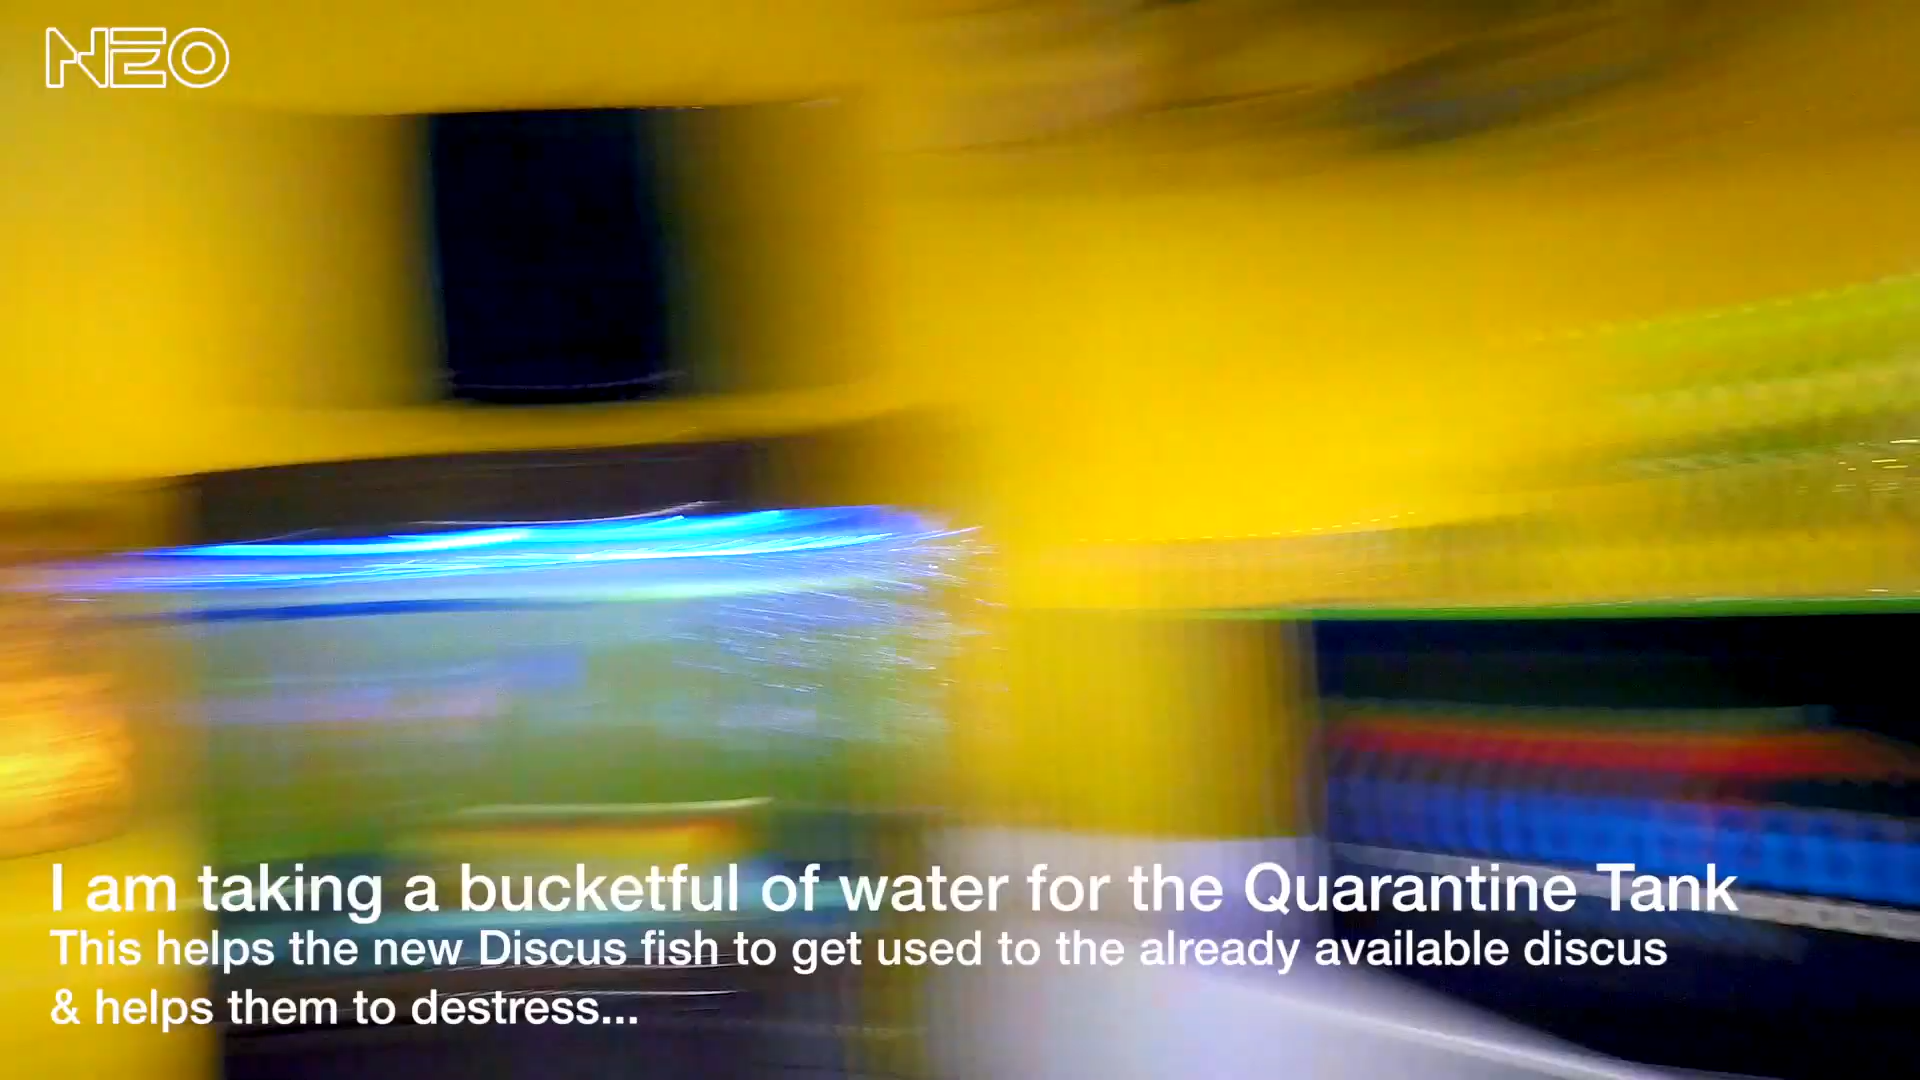 NEO
I am taking a bucketful of water for the Quarantine Tank
This helps the new Discus fish to get used to the already available discus
& helps them to destress...